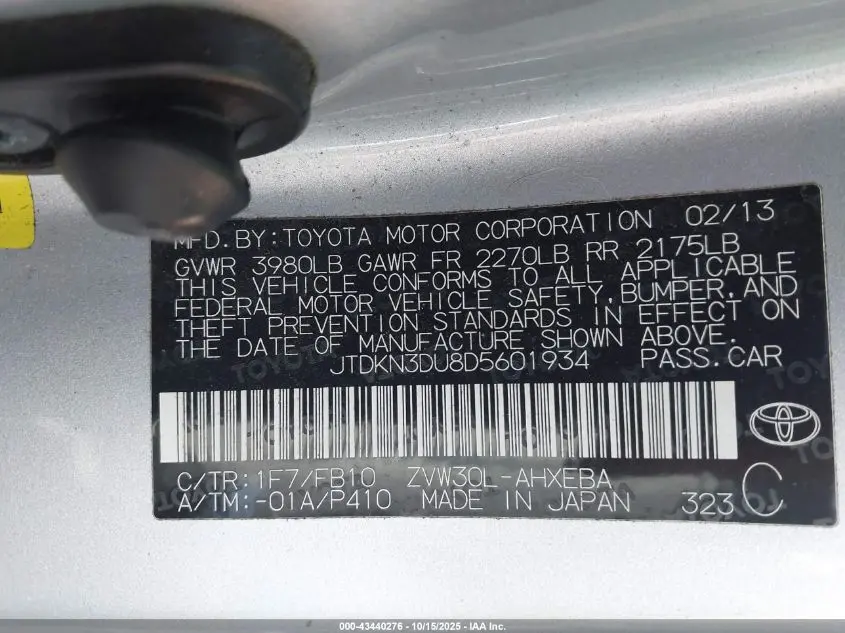 MFD.BY:TOYOTA MOTOR CORPORATION 02/13
GVWR 3980LB GAWR FR 2270LB RR 2175LB
THIS VEHICLE CONFORMS TO ALL APPLICABLE
FEDERAL MOTOR VEHICLE SAFETY,BUMPER,AND
THEFT PREVENTION STANDARDS IN EFFECT ON
THE DATE OF MANUFACTURE SHOWN ABOVE.
JTDKN3DU8D5601934 PASS.CAR
C/TR:1F7/FB10 ZVW30L-AHXEBA
A/TM:-01A/P410 MADE IN JAPAN 323 C
000-43440276 - 10/15/2025 - IAA Inc.